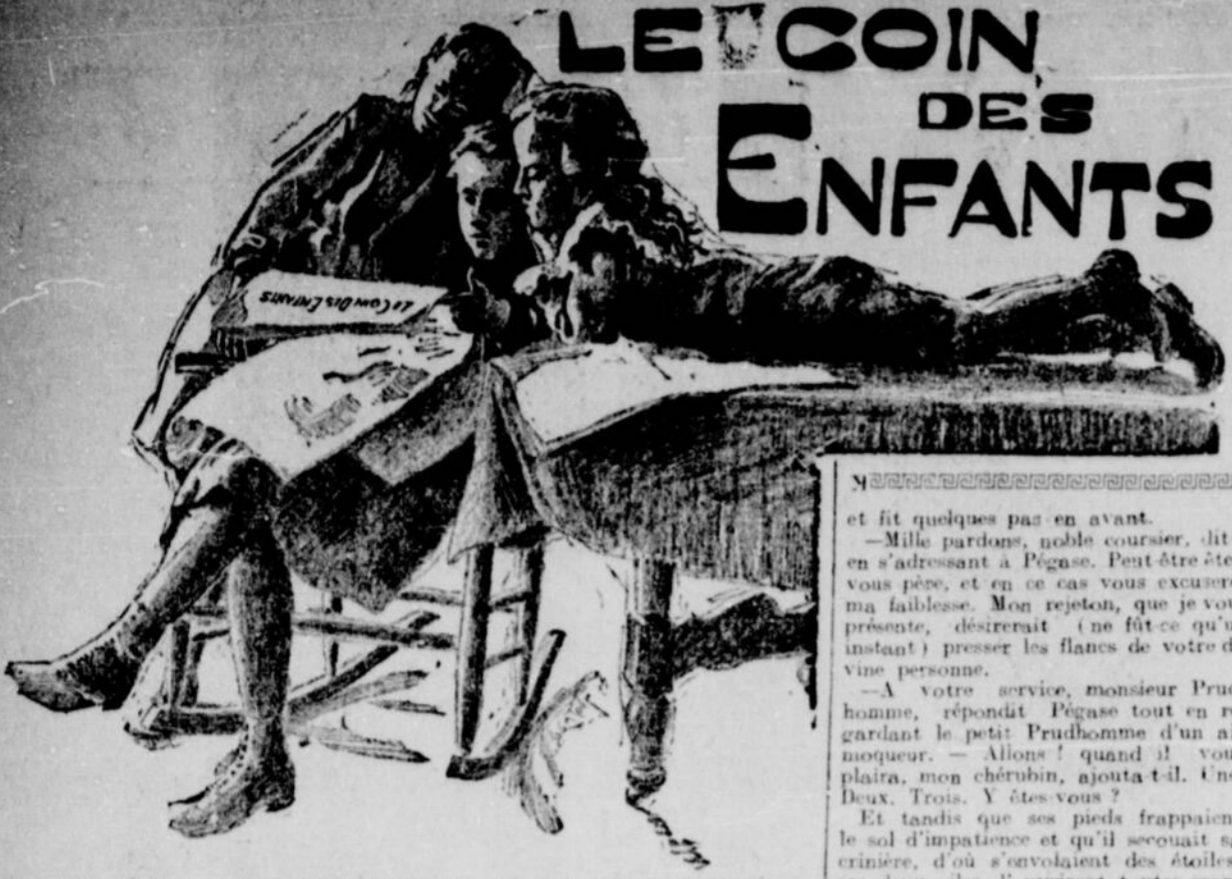 LE COIN
DES
ENFANTS
LE COIN DES ENFANTS
et fit quelques pas en avant.
—Mille pardons, noble coursier, dit
en s'adressant à Pégase. Peut-être ête
vous père, et en ce cas vous excuser
ma faiblesse. Mon rejeton, que je vo
présente, désirerait (ne fût-ce qu'u
instant) presser les flancs de votre d
vine personne.
—A votre service, monsieur Pru
homme, répondit Pégase tout en r
gardant le petit Prudhomme d'un a
moqueur. — Allons ! quand il vou
plaira, mon chérubin, ajouta-t-il. Un
Deux. Trois. Y êtes-vous ?
Et tandis que ses pieds frappaien
le sol d'impatience et qu'il secouait s
crinière, d'où s'envolaient des étoiles